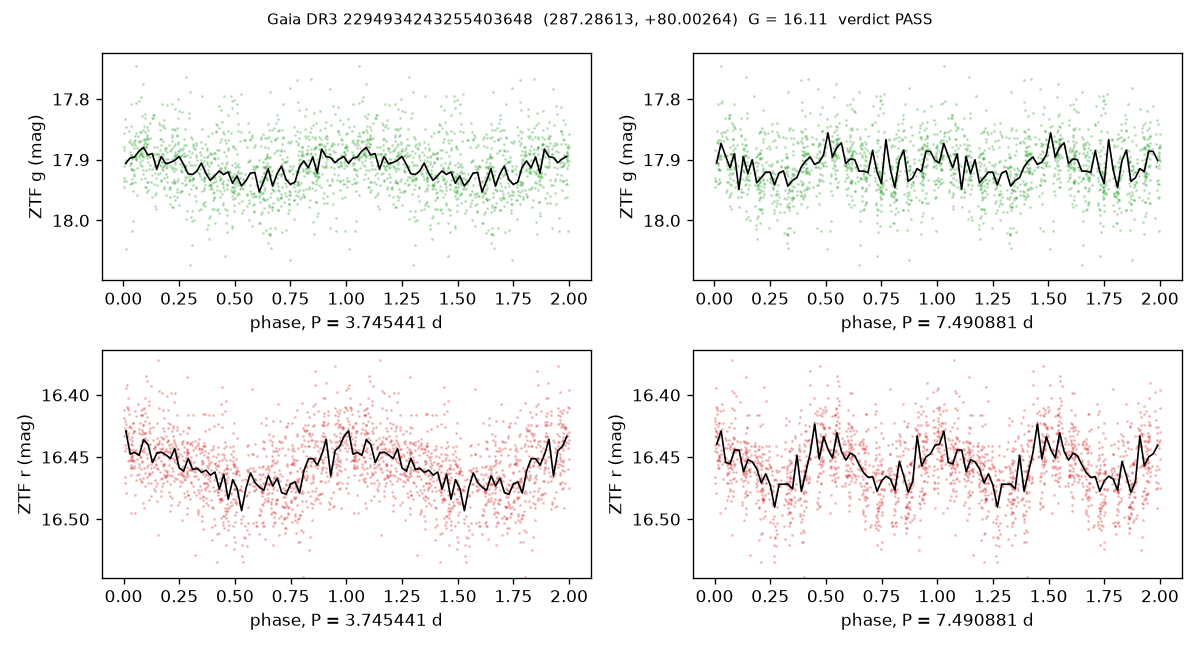 Gaia DR3 2294934243255403648 (287.28613, +80.00264) G = 16.11 verdict PASS
ZTF g (mag)
17.8
17.9
18.0
0.00 0.25 0.50 0.75 1.00 1.25 1.50 1.75 2.00
phase, P = 3.745441 d
ZTF g (mag)
17.8
17.9
18.0
0.00 0.25 0.50 0.75 1.00 1.25 1.50 1.75 2.00
phase, P = 7.490881 d
ZTF r (mag)
16.40
16.45
16.50
0.00 0.25 0.50 0.75 1.00 1.25 1.50 1.75 2.00
phase, P = 3.745441 d
ZTF r (mag)
16.40
16.45
16.50
0.00 0.25 0.50 0.75 1.00 1.25 1.50 1.75 2.00
phase, P = 7.490881 d